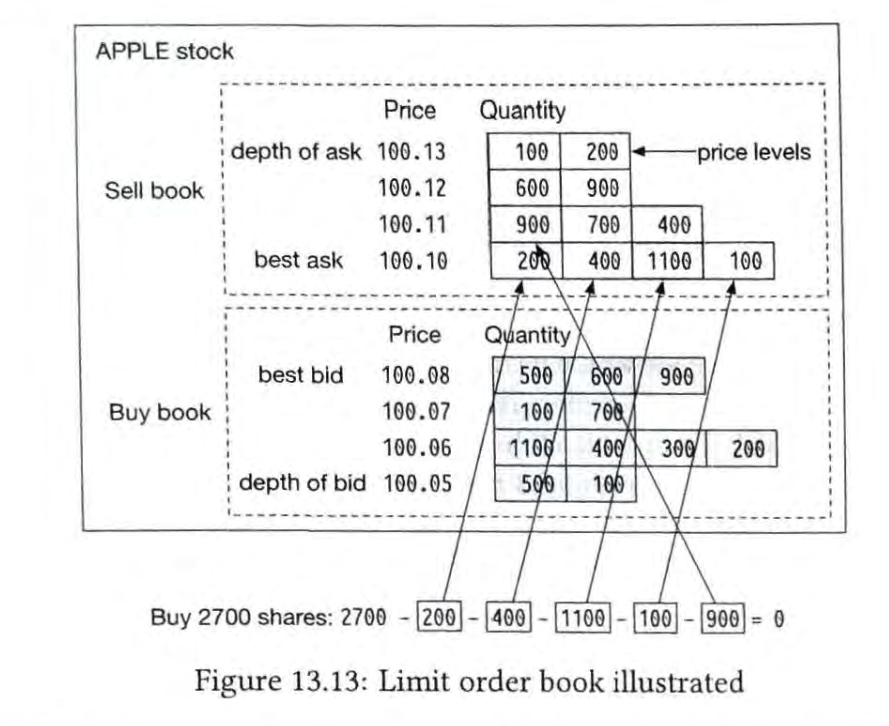 APPLE stock
Price Quantity
depth of ask 100.13 100 200 price levels
Sell book
100.12 600 900
100.11 900 700 400
best ask 100.10 200 400 1100 100
Price Quantity
best bid 100.08 500 600 900
Buy book
100.07 100 700
100.06 1100 400 300 200
depth of bid 100.05 500 100
Buy 2700 shares: 2700 - 200 - 400 - 1100 - 100 - 900 = 0
Figure 13.13: Limit order book illustrated